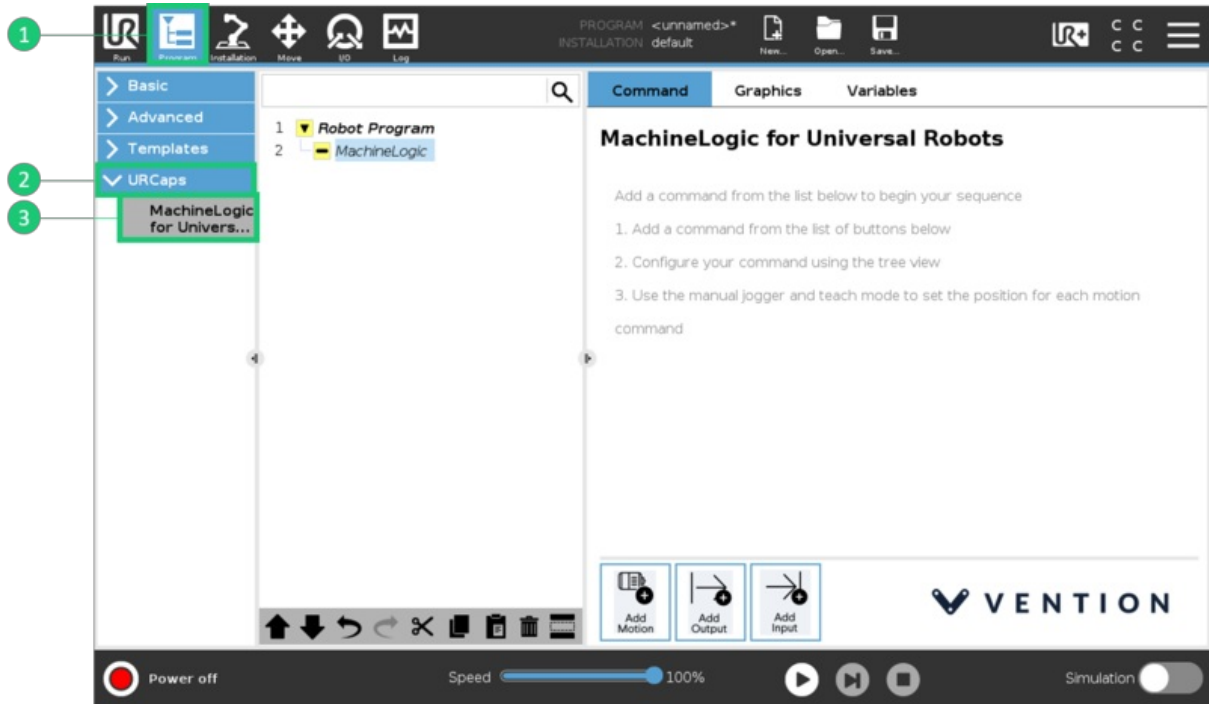 1
2
3
PROGRAM <unnamed>*
INSTALLATION default
Run
Program
Installation
Move
I/O
Log
New...
Open...
Save...
UR+
C C
C C
Basic
Advanced
Templates
URCaps
MachineLogic
for Univers...
1 Robot Program
2 MachineLogic
Command Graphics Variables
MachineLogic for Universal Robots
Add a command from the list below to begin your sequence
1. Add a command from the list of buttons below
2. Configure your command using the tree view
3. Use the manual jogger and teach mode to set the position for each motion
command
Add
Motion
Add
Output
Add
Input
VENTION
Power off
Speed
100%
Simulation